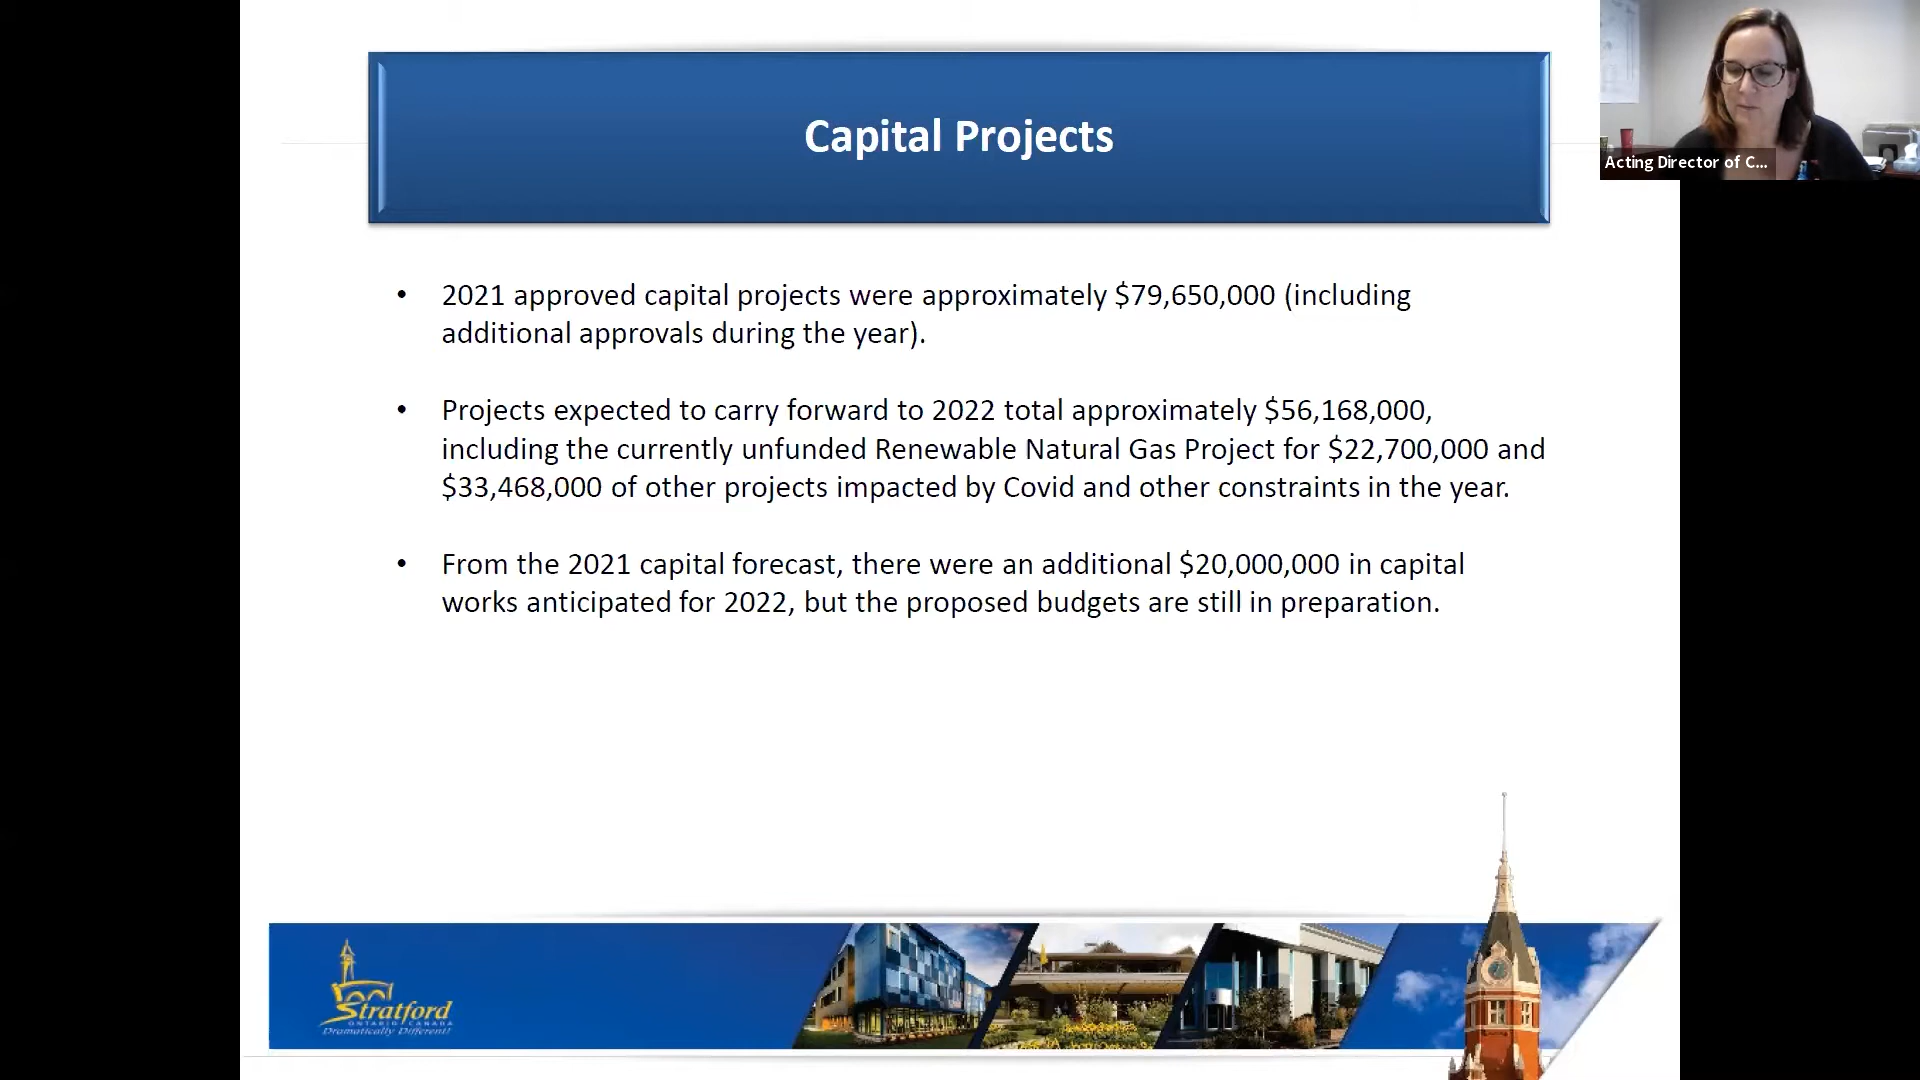 Capital Projects
Acting Director of C...
• 2021 approved capital projects were approximately $79,650,000 (including
additional approvals during the year).
• Projects expected to carry forward to 2022 total approximately $56,168,000,
including the currently unfunded Renewable Natural Gas Project for $22,700,000 and
$33,468,000 of other projects impacted by Covid and other constraints in the year.
• From the 2021 capital forecast, there were an additional $20,000,000 in capital
works anticipated for 2022, but the proposed budgets are still in preparation.
Stratford
ONTARIO CANADA
Dramatically Different!